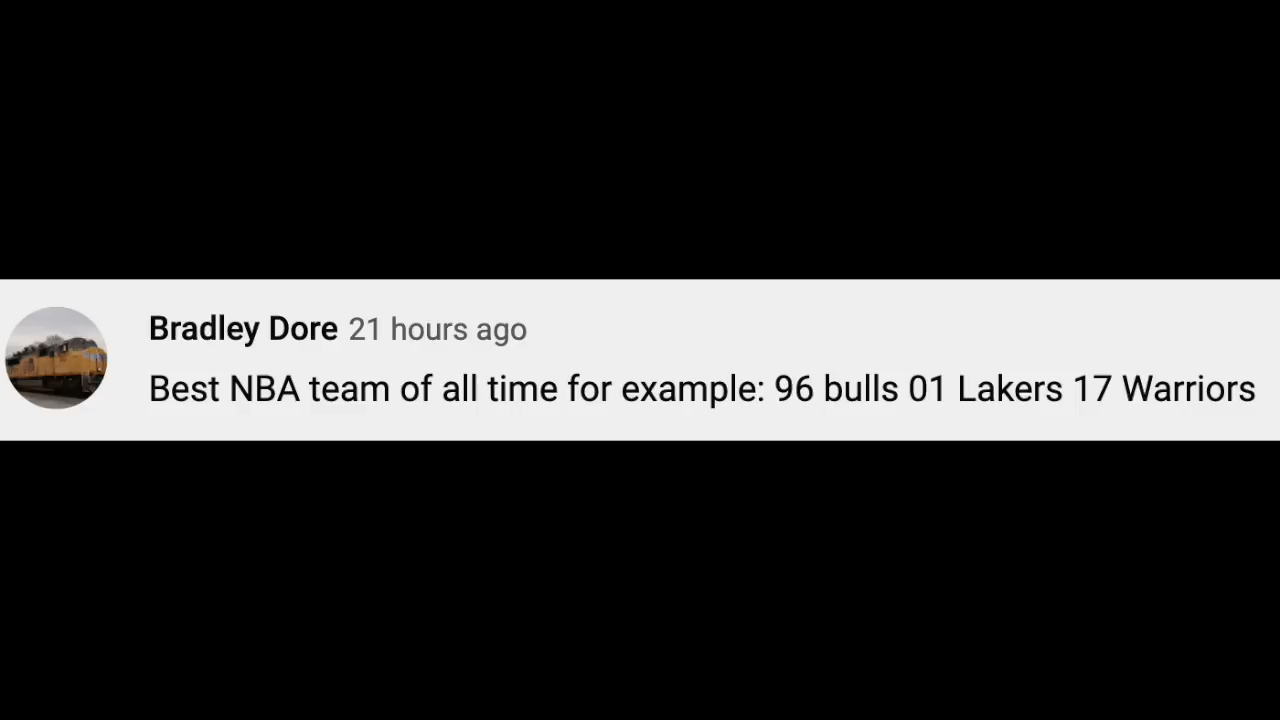 Bradley Dore 21 hours ago
Best NBA team of all time for example: 96 bulls 01 Lakers 17 Warriors